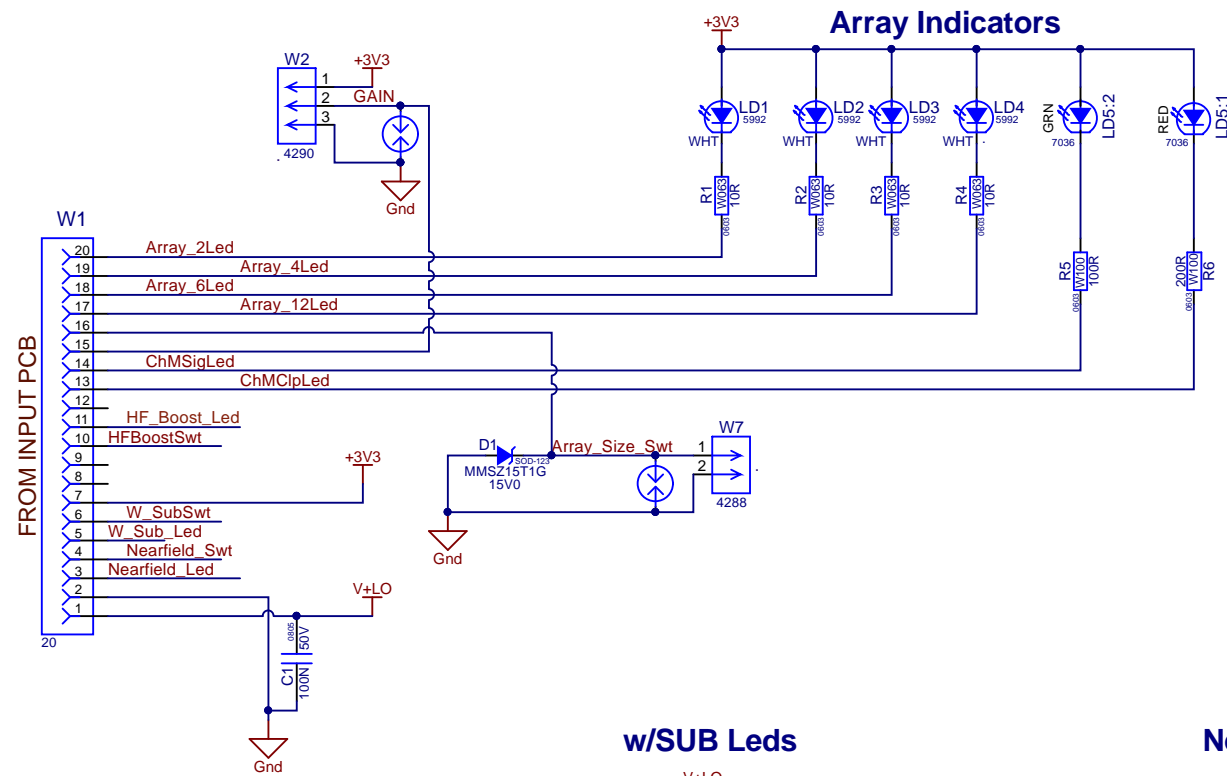 Array Indicators
+3V3
W2
+3V3
1
2
3
GAIN
4290
Gnd
LD1
5992
WHT
LD2
5992
WHT
LD3
5992
WHT
LD4
5992
WHT
GRN
LD5:2
7036
RED
LD5:1
7036
R1
W063
10R
0603
R2
W063
10R
0603
R3
W063
10R
0603
R4
W063
10R
0603
R5
W100
100R
0603
200R
W100
R6
0603
W1
FROM INPUT PCB
20 Array_2Led
19 Array_4Led
18 Array_6Led
17 Array_12Led
16
15
14 ChMSigLed
13 ChMClpLed
12
11 HF_Boost_Led
10 HFBoostSwt
9
8
7
+3V3
6 W_SubSwt
5 W_Sub_Led
4 Nearfield_Swt
3 Nearfield_Led
2
1
V+LO
20
0805
50V
C1
100N
Gnd
D1
SOD-123
MMSZ15T1G
15V0
Array_Size_Swt
W7
1
2
4288
Gnd
w/SUB Leds
V+LO